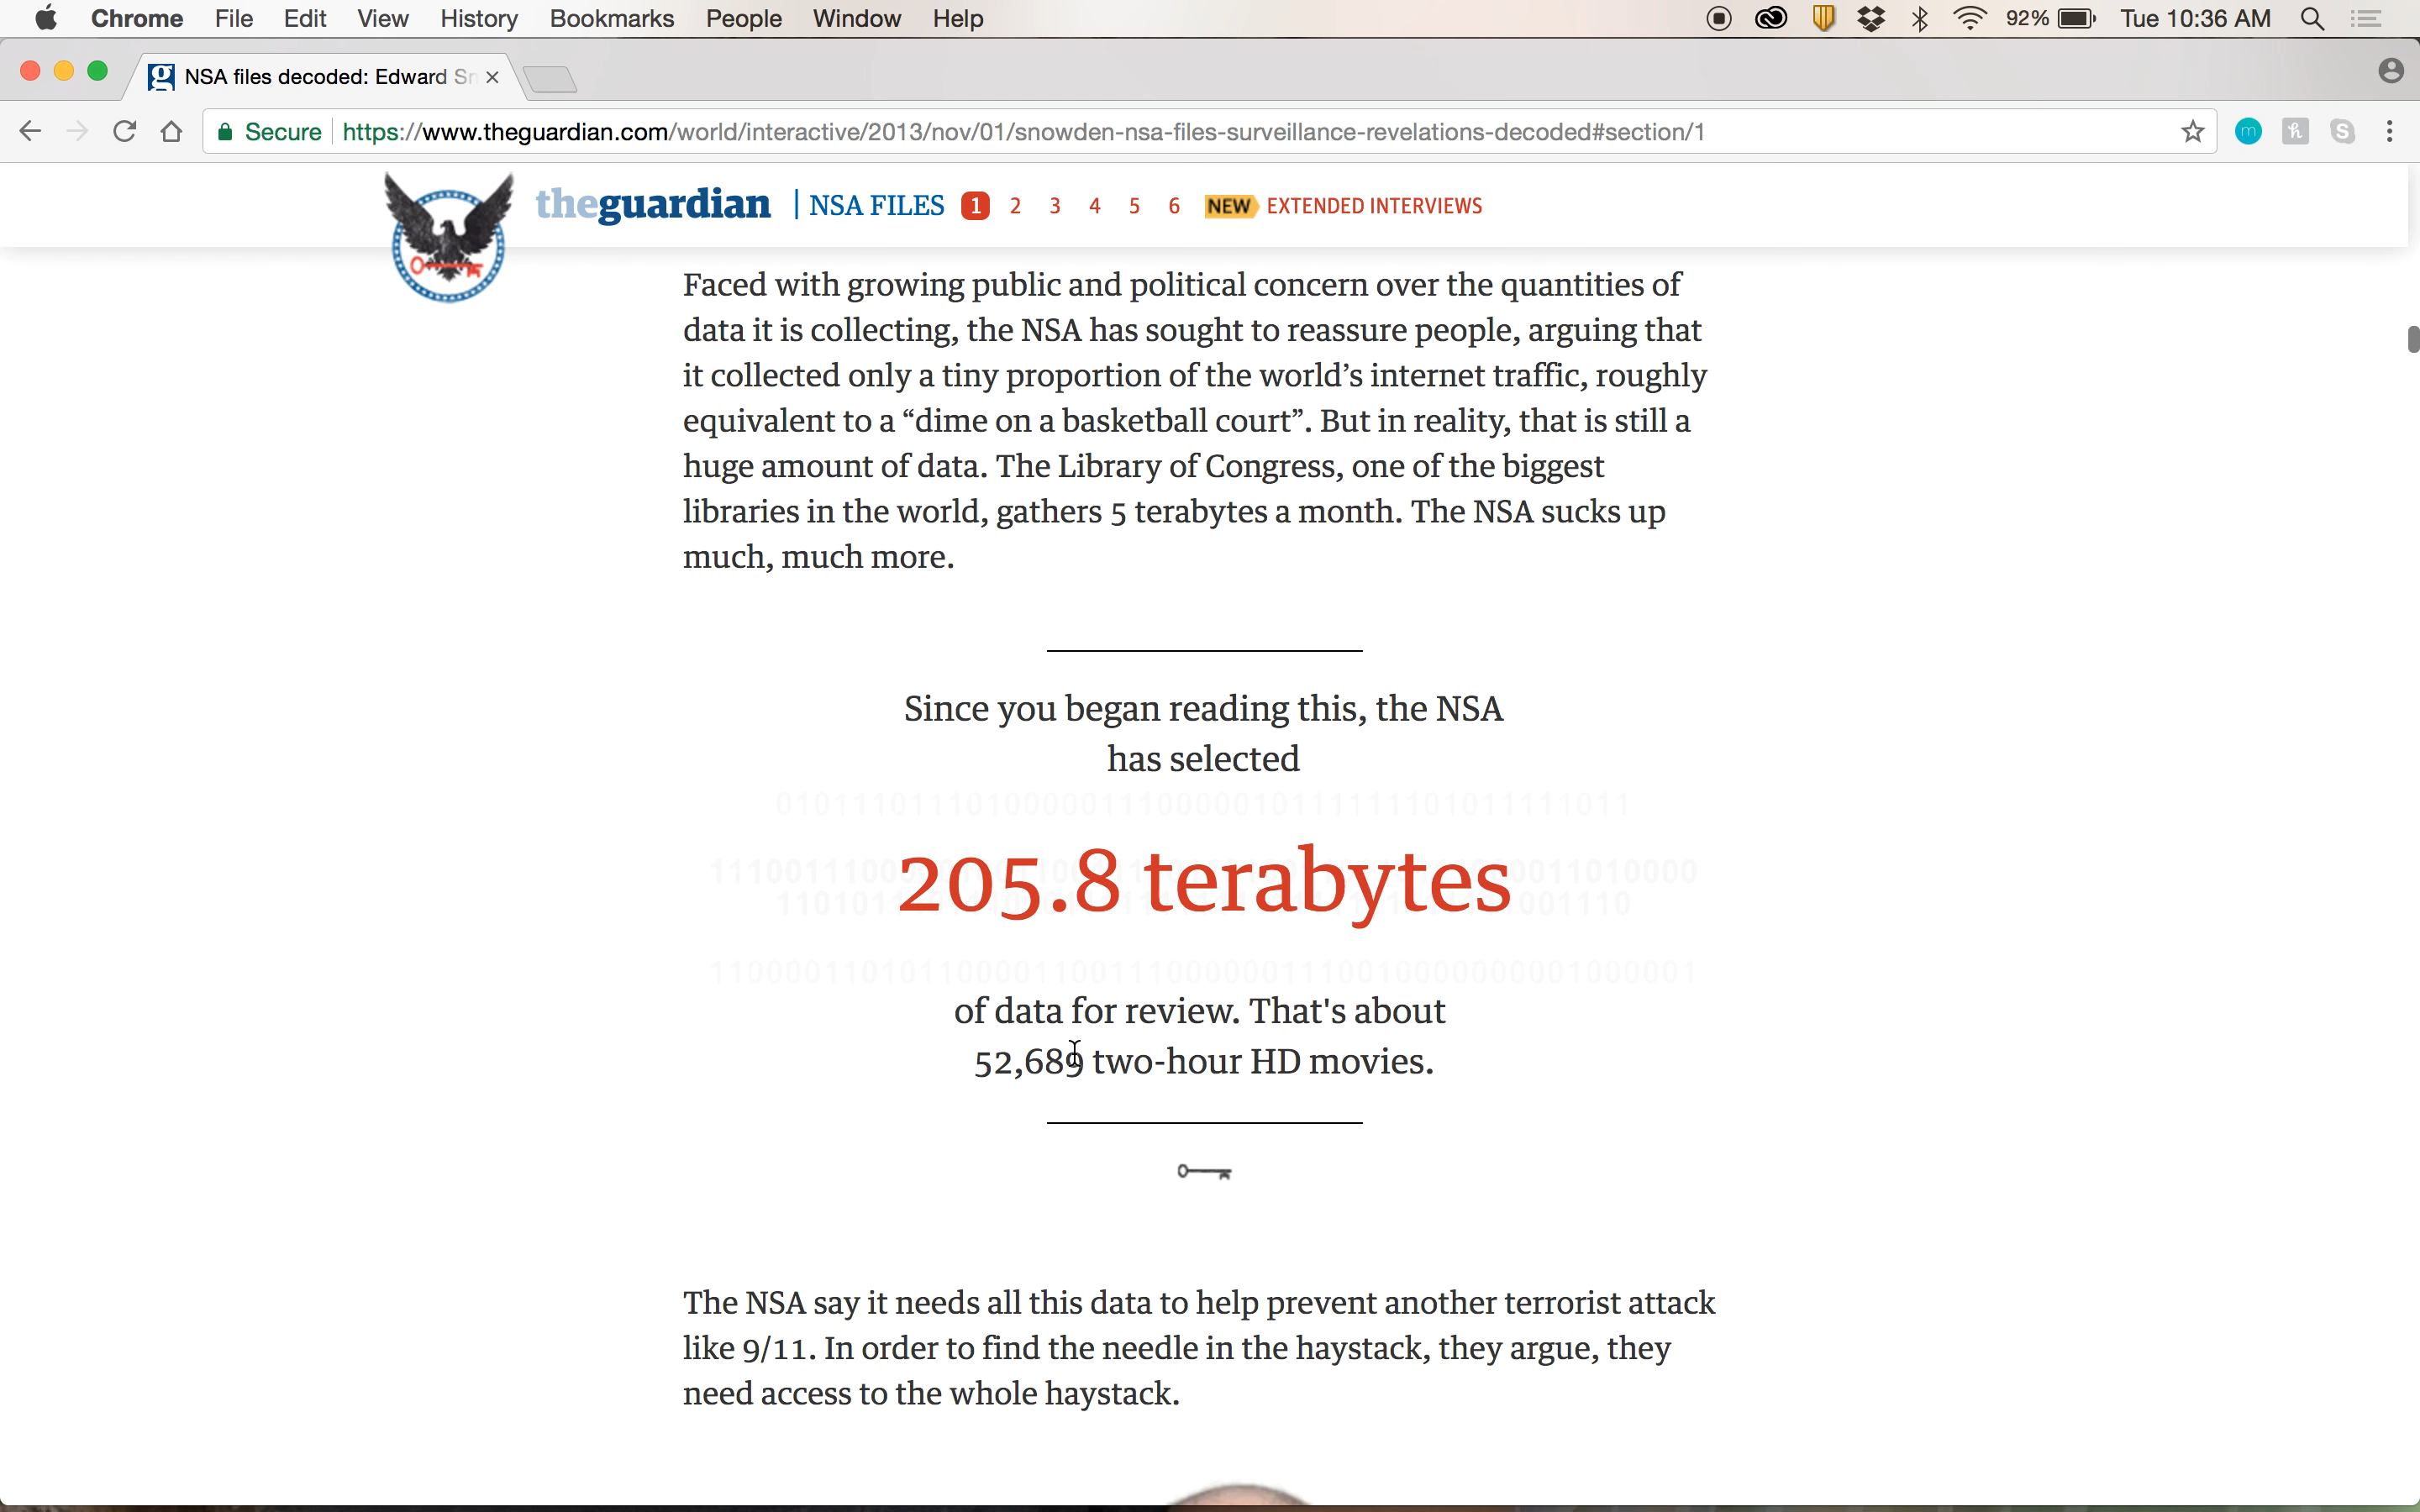 Chrome File Edit View History Bookmarks People Window Help 92% Tue 10:36 AM
NSA files decoded: Edward
Secure https://www.theguardian.com/world/interactive/2013/nov/01/snowden-nsa-files-surveillance-revelations-decoded#section/1
theguardian | NSA FILES 1 2 3 4 5 6 NEW EXTENDED INTERVIEWS
Faced with growing public and political concern over the quantities of
data it is collecting, the NSA has sought to reassure people, arguing that
it collected only a tiny proportion of the world’s internet traffic, roughly
equivalent to a “dime on a basketball court”. But in reality, that is still a
huge amount of data. The Library of Congress, one of the biggest
libraries in the world, gathers 5 terabytes a month. The NSA sucks up
much, much more.
Since you began reading this, the NSA
has selected
205.8 terabytes
of data for review. That's about
52,689 two-hour HD movies.
The NSA say it needs all this data to help prevent another terrorist attack
like 9/11. In order to find the needle in the haystack, they argue, they
need access to the whole haystack.